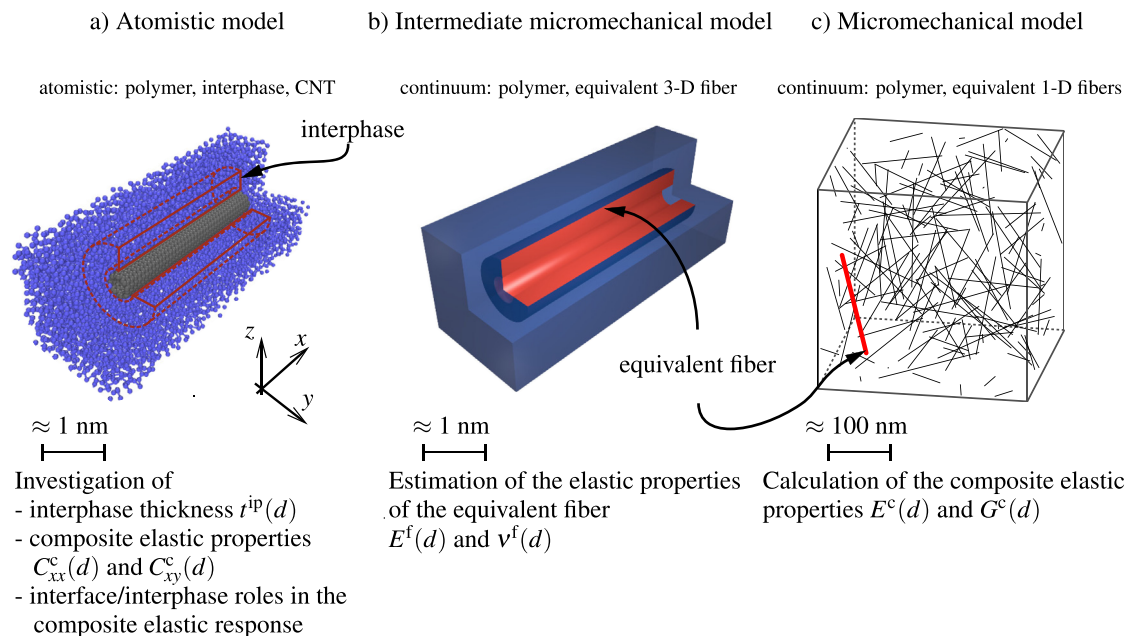 a) Atomistic model
b) Intermediate micromechanical model
c) Micromechanical model
atomistic: polymer, interphase, CNT
continuum: polymer, equivalent 3-D fiber
continuum: polymer, equivalent 1-D fibers
interphase
z
x
y
equivalent fiber
≈ 1 nm
≈ 1 nm
≈ 100 nm
Investigation of
- interphase thickness t^ip(d)
- composite elastic properties
C^c_xx(d) and C^c_xy(d)
- interface/interphase roles in the
composite elastic response
Estimation of the elastic properties
of the equivalent fiber
E^f(d) and ν^f(d)
Calculation of the composite elastic
properties E^c(d) and G^c(d)